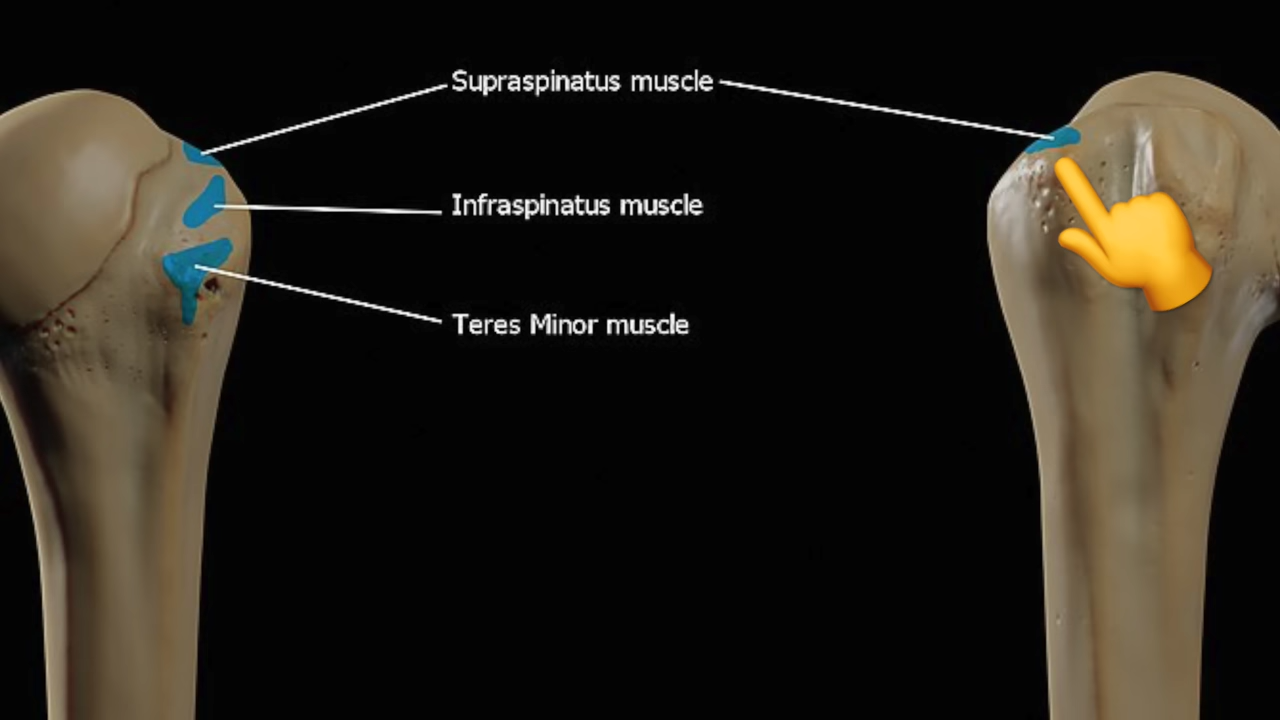 Supraspinatus muscle
Infraspinatus muscle
Teres Minor muscle